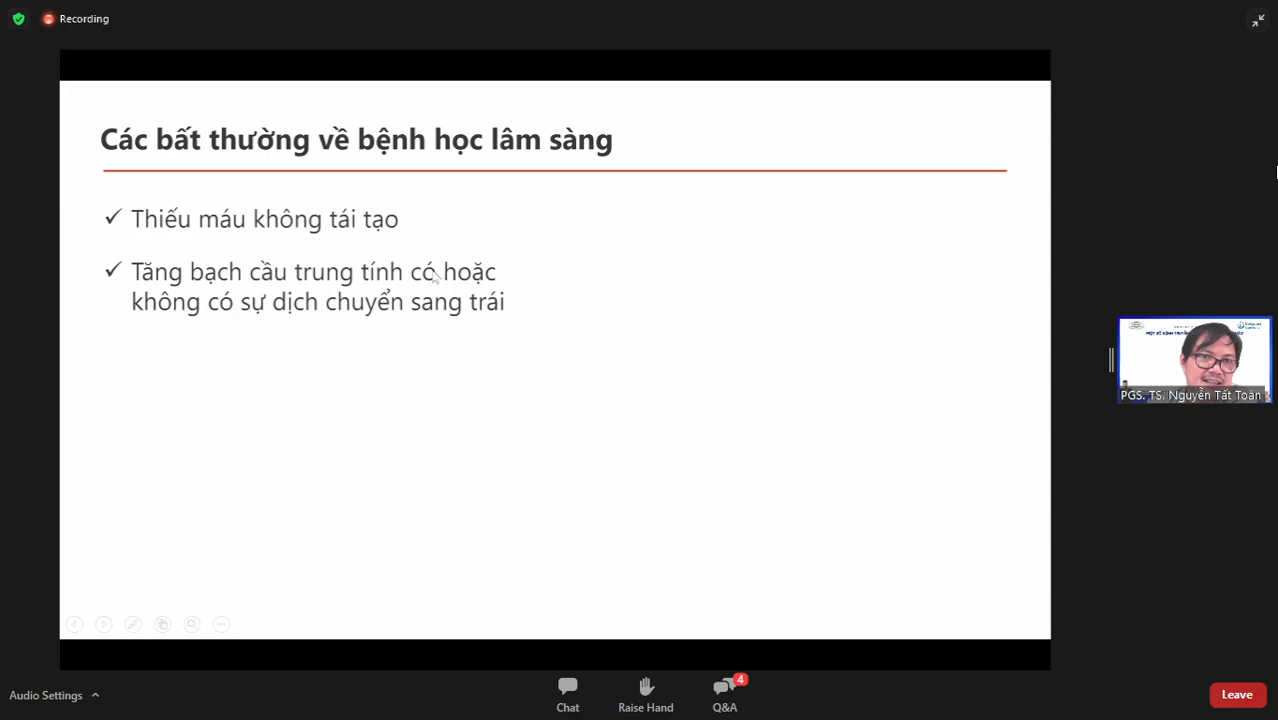 Recording
Các bất thường về bệnh học lâm sàng
✓ Thiếu máu không tái tạo
✓ Tăng bạch cầu trung tính có hoặc
không có sự dịch chuyển sang trái
PGS. TS. Nguyễn Tất Toàn
Audio Settings
Chat
Raise Hand
4
Q&A
Leave